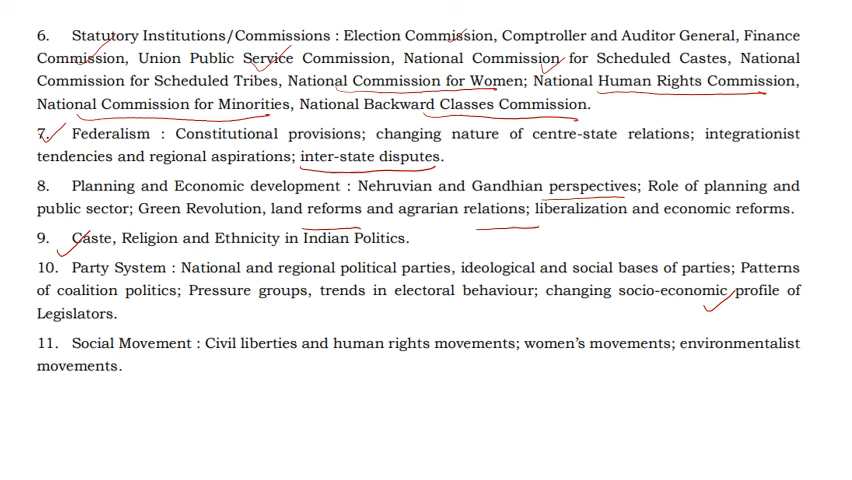 6. Statutory Institutions/Commissions : Election Commission, Comptroller and Auditor General, Finance
Commission, Union Public Service Commission, National Commission for Scheduled Castes, National
Commission for Scheduled Tribes, National Commission for Women; National Human Rights Commission,
National Commission for Minorities, National Backward Classes Commission.
7. Federalism : Constitutional provisions; changing nature of centre-state relations; integrationist
tendencies and regional aspirations; inter-state disputes.
8. Planning and Economic development : Nehruvian and Gandhian perspectives; Role of planning and
public sector; Green Revolution, land reforms and agrarian relations; liberalization and economic reforms.
9. Caste, Religion and Ethnicity in Indian Politics.
10. Party System : National and regional political parties, ideological and social bases of parties; Patterns
of coalition politics; Pressure groups, trends in electoral behaviour; changing socio-economic profile of
Legislators.
11. Social Movement : Civil liberties and human rights movements; women's movements; environmentalist
movements.